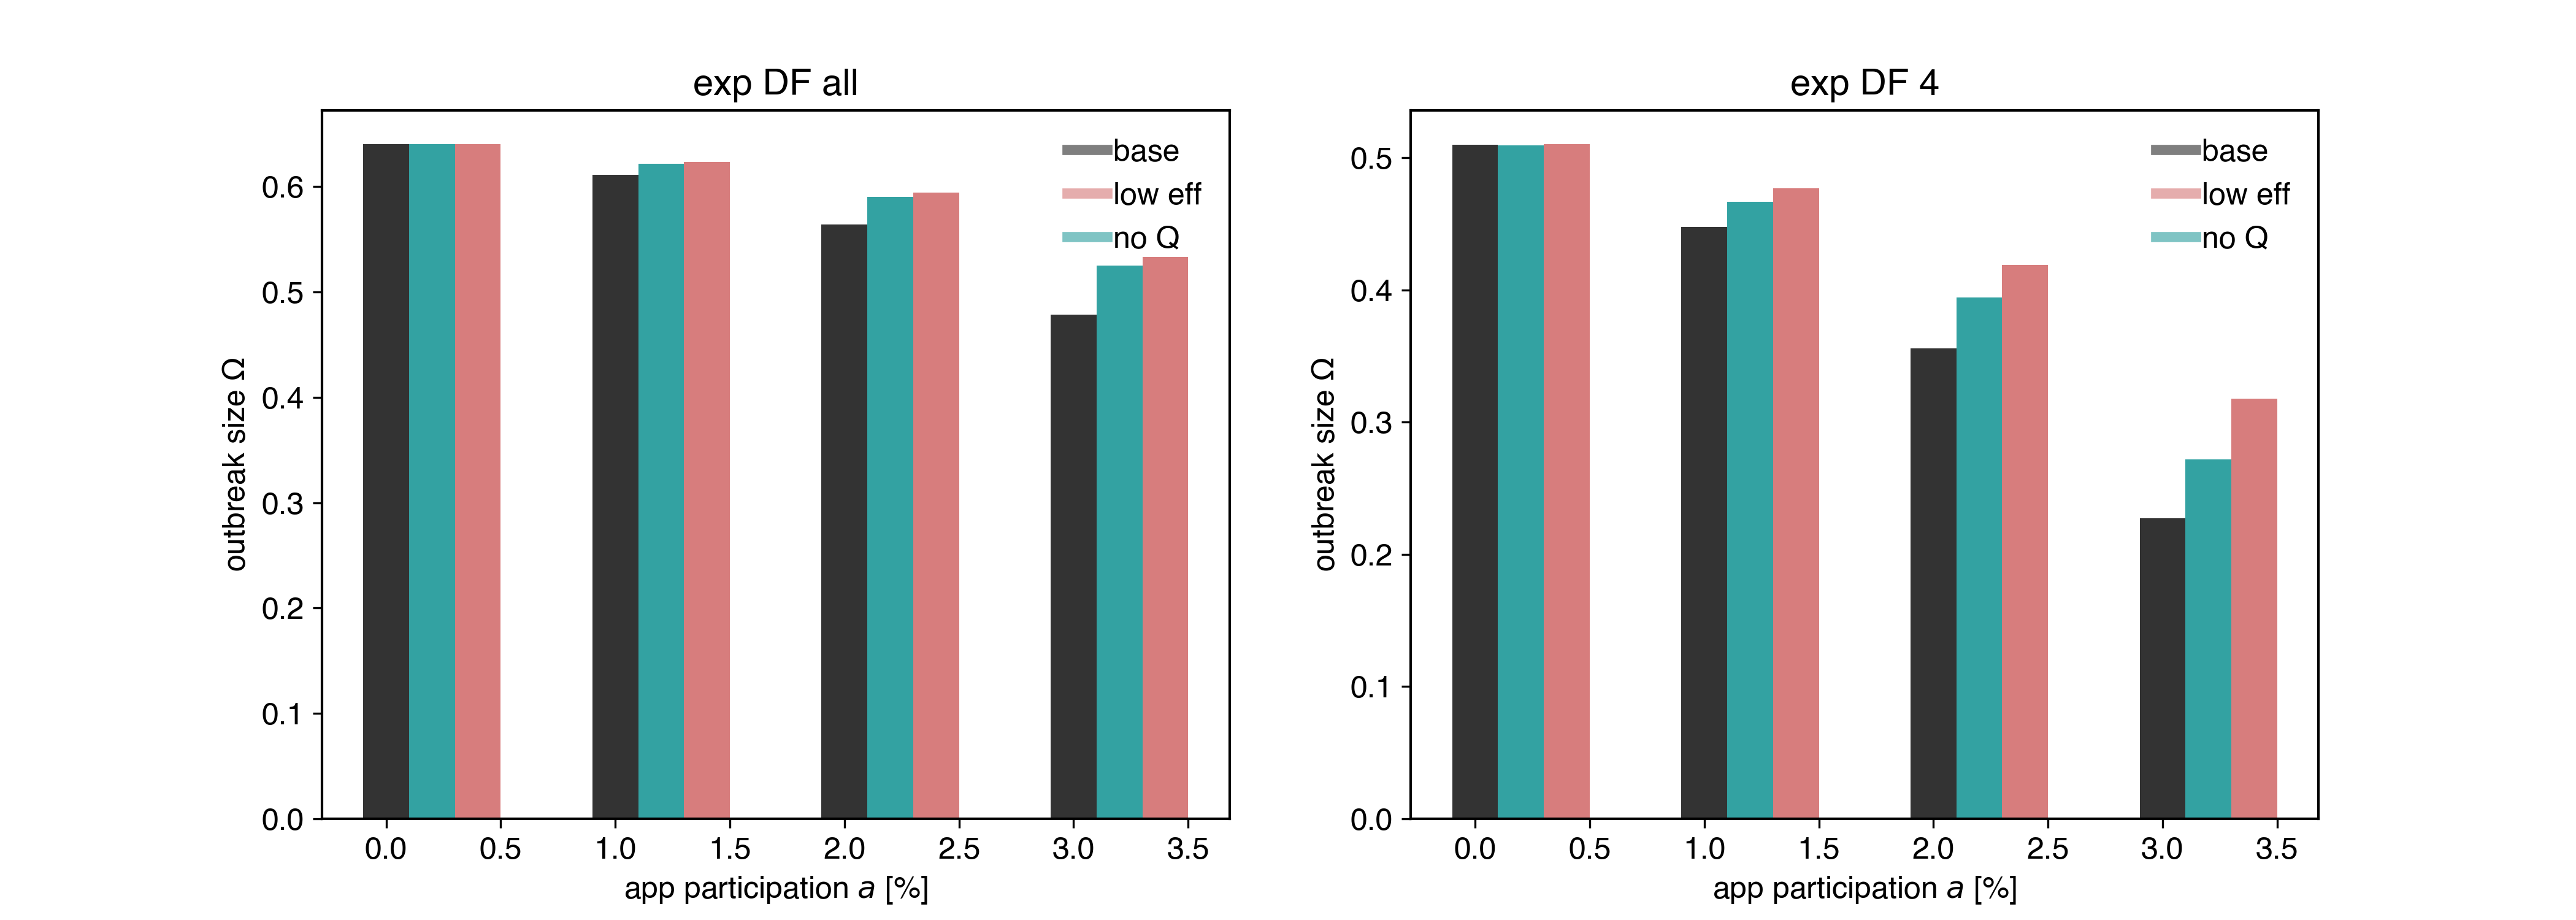 exp DF all
base
low eff
no Q
outbreak size Ω
0.6
0.5
0.4
0.3
0.2
0.1
0.0
0.0 0.5 1.0 1.5 2.0 2.5 3.0 3.5
app participation a [%]
exp DF 4
base
low eff
no Q
outbreak size Ω
0.5
0.4
0.3
0.2
0.1
0.0
0.0 0.5 1.0 1.5 2.0 2.5 3.0 3.5
app participation a [%]